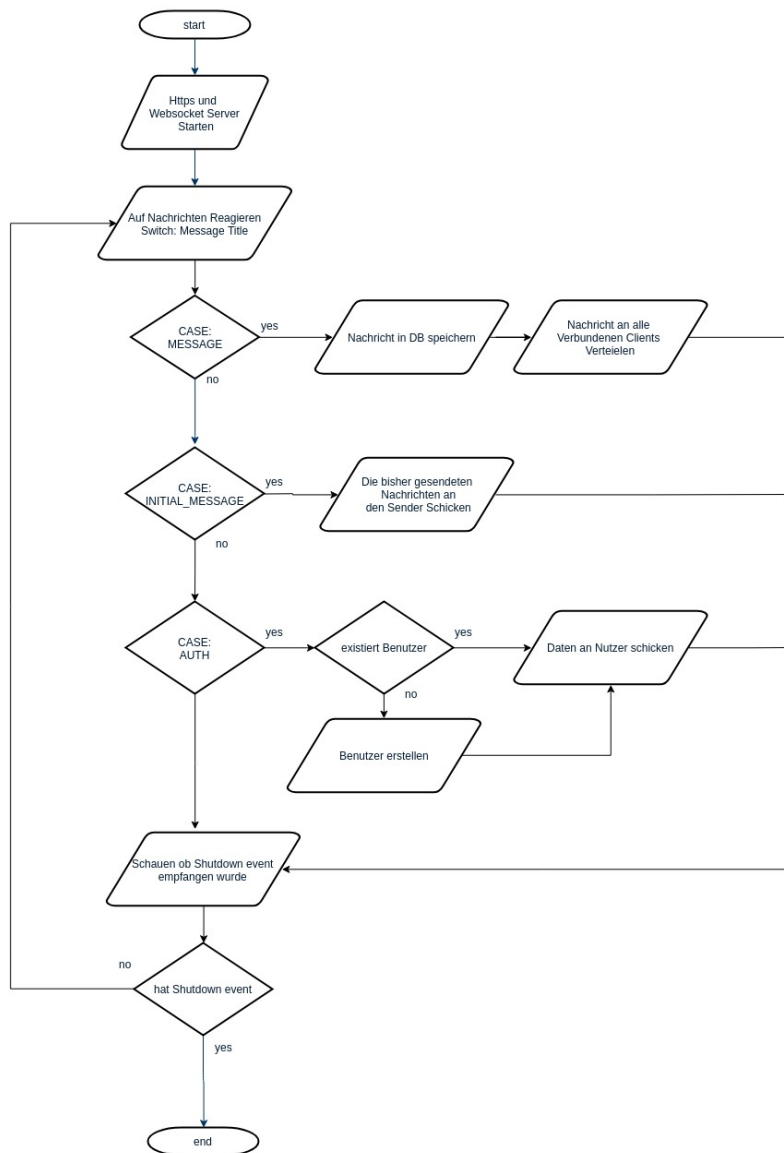 start
Https und
Websocket Server
Starten
Auf Nachrichten Reagieren
Switch: Message Title
CASE:
MESSAGE
yes
no
Nachricht in DB speichern
Nachricht an alle
Verbundenen Clients
Verteielen
CASE:
INITIAL_MESSAGE
yes
no
Die bisher gesendeten
Nachrichten an
den Sender Schicken
CASE:
AUTH
yes
existiert Benutzer
yes
no
Daten an Nutzer schicken
Benutzer erstellen
Schauen ob Shutdown event
empfangen wurde
no
hat Shutdown event
yes
end